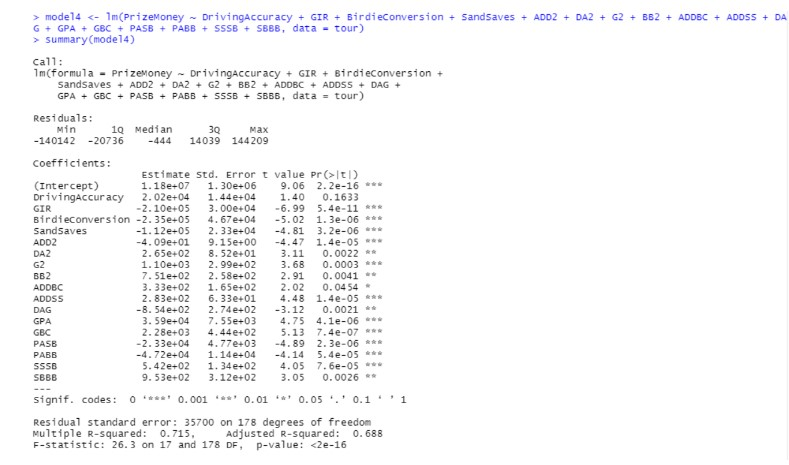 > model4 <- lm(PrizeMoney ~ DrivingAccuracy + GIR + BirdieConversion + SandSaves + ADD2 + DA2 + G2 + BB2 + ADDBC + ADDSS + DA
G + GPA + GBC + PASB + PABB + SSSB + SBBB, data = tour)
> summary(model4)
Call:
lm(formula = PrizeMoney ~ DrivingAccuracy + GIR + BirdieConversion +
    SandSaves + ADD2 + DA2 + G2 + BB2 + ADDBC + ADDSS + DAG +
    GPA + GBC + PASB + PABB + SSSB + SBBB, data = tour)
Residuals:
    Min      1Q  Median      3Q     Max
-140142  -20736    -444   14039  144209
Coefficients:
                 Estimate Std. Error t value Pr(>|t|)
(Intercept)      1.18e+07   1.30e+06    9.06  2.2e-16 ***
DrivingAccuracy  2.02e+04   1.44e+04    1.40   0.1633
GIR             -2.10e+05   3.00e+04   -6.99  5.4e-11 ***
BirdieConversion -2.35e+05   4.67e+04   -5.02  1.3e-06 ***
SandSaves       -1.12e+05   2.33e+04   -4.81  3.2e-06 ***
ADD2            -4.09e+01   9.15e+00   -4.47  1.4e-05 ***
DA2              2.65e+02   8.52e+01    3.11   0.0022 **
G2               1.10e+03   2.99e+02    3.68   0.0003 ***
BB2              7.51e+02   2.58e+02    2.91   0.0041 **
ADDBC            3.33e+02   1.65e+02    2.02   0.0454 *
ADDSS            2.83e+02   6.33e+01    4.48  1.4e-05 ***
DAG             -8.54e+02   2.74e+02   -3.12   0.0021 **
GPA              3.59e+04   7.55e+03    4.75  4.1e-06 ***
GBC              2.28e+03   4.44e+02    5.13  7.4e-07 ***
PASB            -2.33e+04   4.77e+03   -4.89  2.3e-06 ***
PABB            -4.72e+04   1.14e+04   -4.14  5.4e-05 ***
SSSB             5.42e+02   1.34e+02    4.05  7.6e-05 ***
SBBB             9.53e+02   3.12e+02    3.05   0.0026 **
---
Signif. codes:  0 ‘***’ 0.001 ‘**’ 0.01 ‘*’ 0.05 ‘.’ 0.1 ‘ ’ 1
Residual standard error: 35700 on 178 degrees of freedom
Multiple R-squared:  0.715,     Adjusted R-squared:  0.688
F-statistic: 26.3 on 17 and 178 DF,  p-value: <2e-16